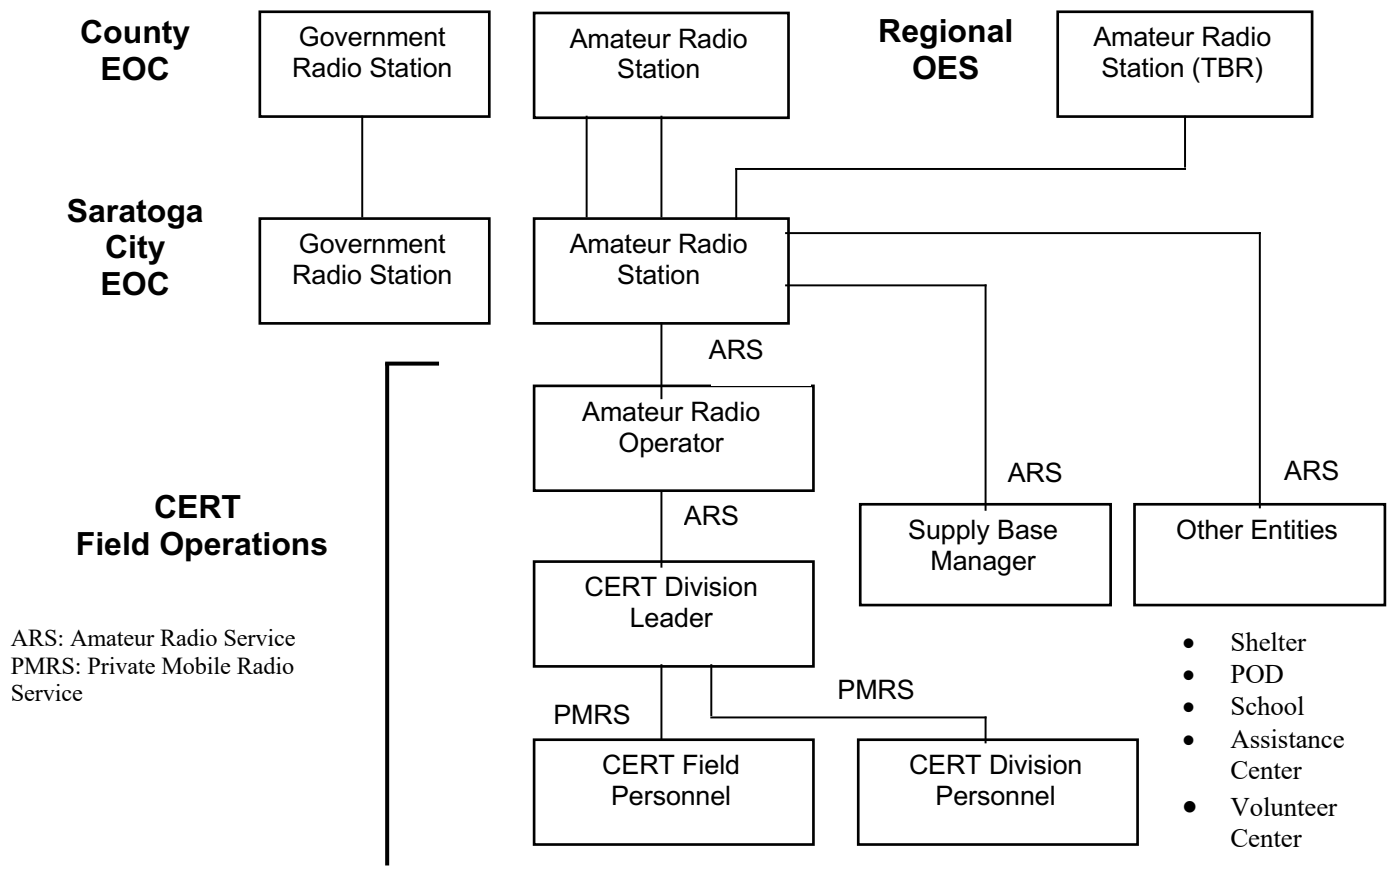 County
EOC
Government
Radio Station
Amateur Radio
Station
Regional
OES
Amateur Radio
Station (TBR)
Saratoga
City
EOC
Government
Radio Station
Amateur Radio
Station
ARS
Amateur Radio
Operator
ARS
ARS
ARS
CERT
Field Operations
Supply Base
Manager
Other Entities
CERT Division
Leader
ARS: Amateur Radio Service
PMRS: Private Mobile Radio
Service
• Shelter
• POD
• School
• Assistance
Center
• Volunteer
Center
PMRS
PMRS
CERT Field
Personnel
CERT Division
Personnel